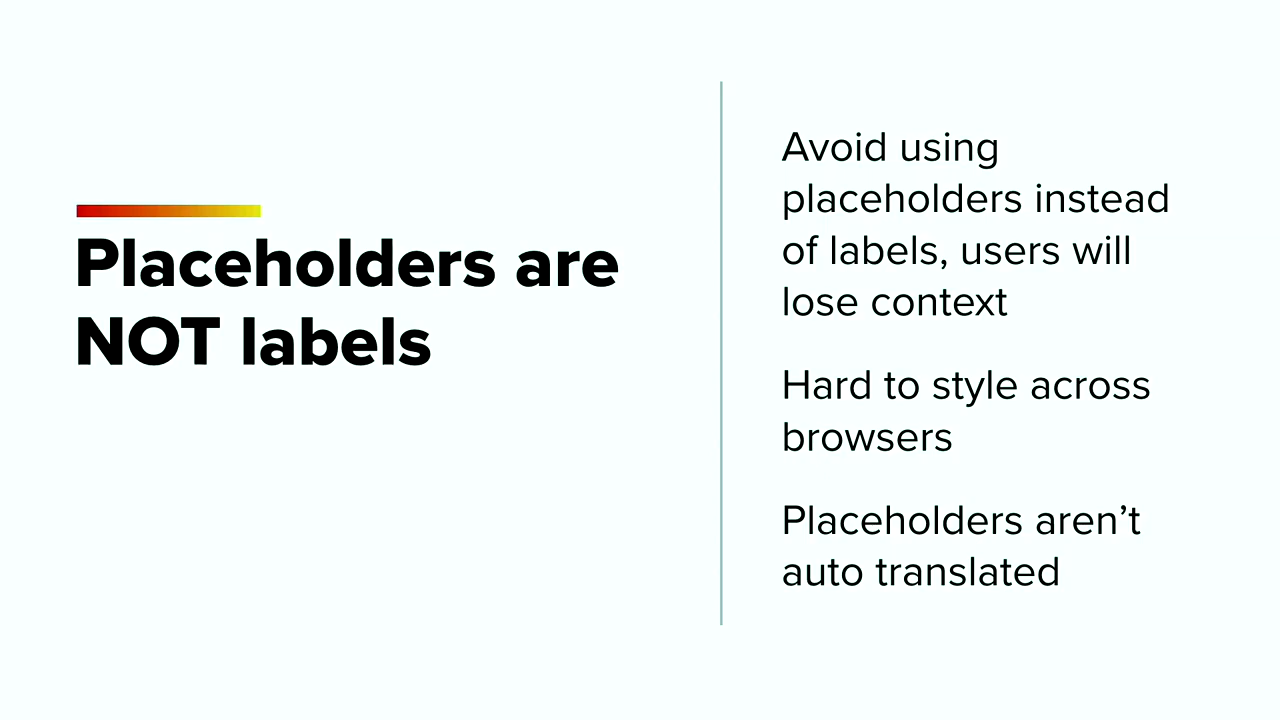 Placeholders are
NOT labels
Avoid using
placeholders instead
of labels, users will
lose context
Hard to style across
browsers
Placeholders aren’t
auto translated